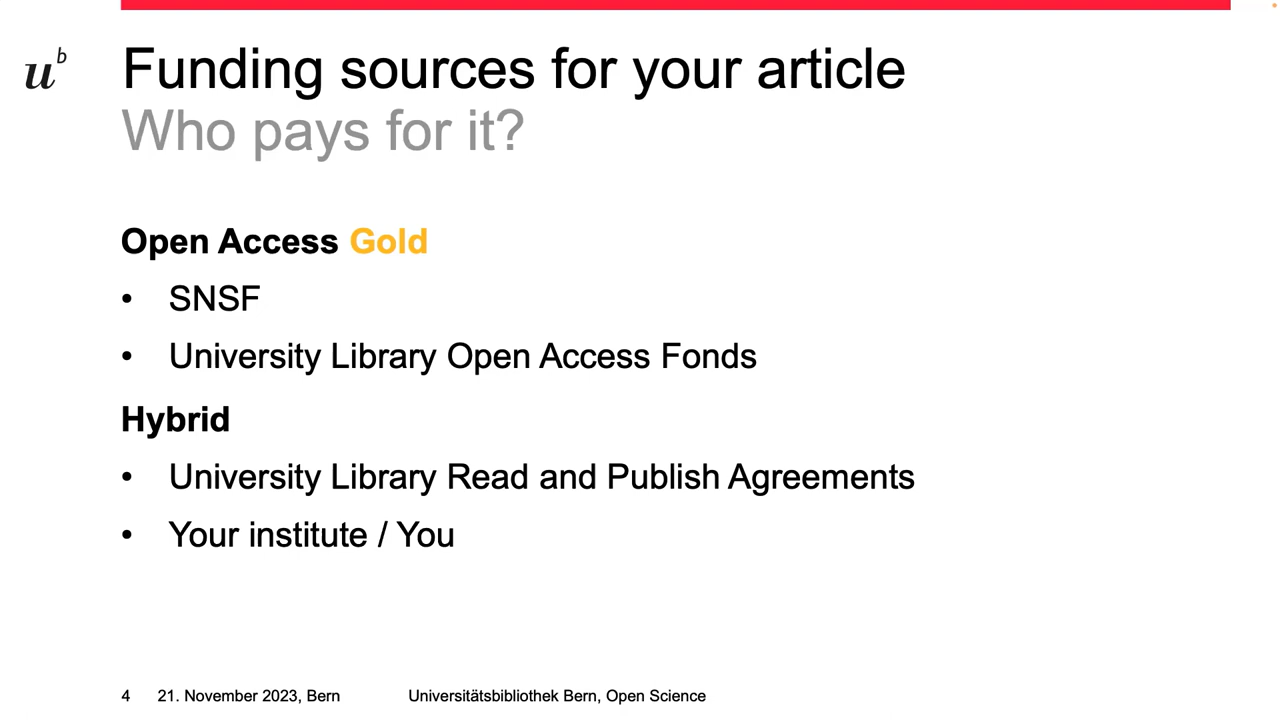 u b
Funding sources for your article
Who pays for it?
Open Access Gold
• SNSF
• University Library Open Access Fonds
Hybrid
• University Library Read and Publish Agreements
• Your institute / You
4 21. November 2023, Bern Universitätsbibliothek Bern, Open Science